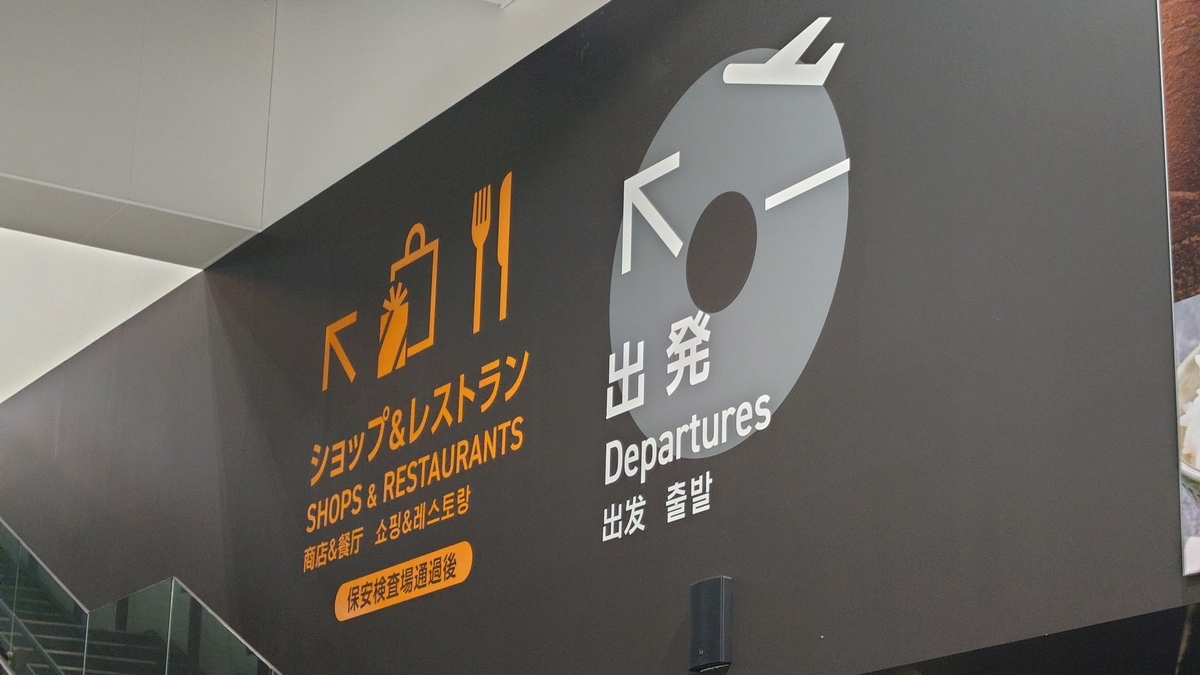 ショップ&レストラン
SHOPS & RESTAURANTS
商店&餐厅 쇼핑&레스토랑
保安検査場通過後
出発
Departures
出发 출발